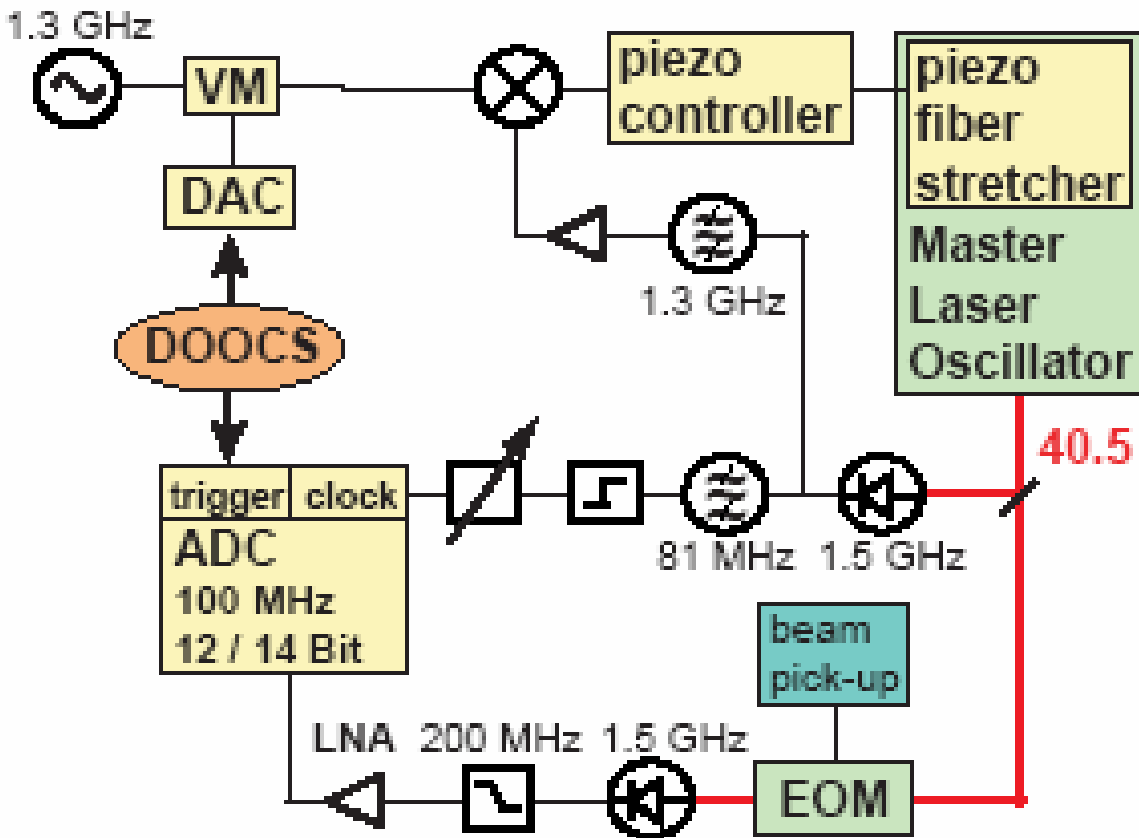 1.3 GHz
VM
piezo
controller
piezo
fiber
stretcher
Master
Laser
Oscillator
DAC
1.3 GHz
DOOCS
40.5
trigger clock
ADC
100 MHz
12 / 14 Bit
81 MHz 1.5 GHz
beam
pick-up
LNA 200 MHz 1.5 GHz
EOM